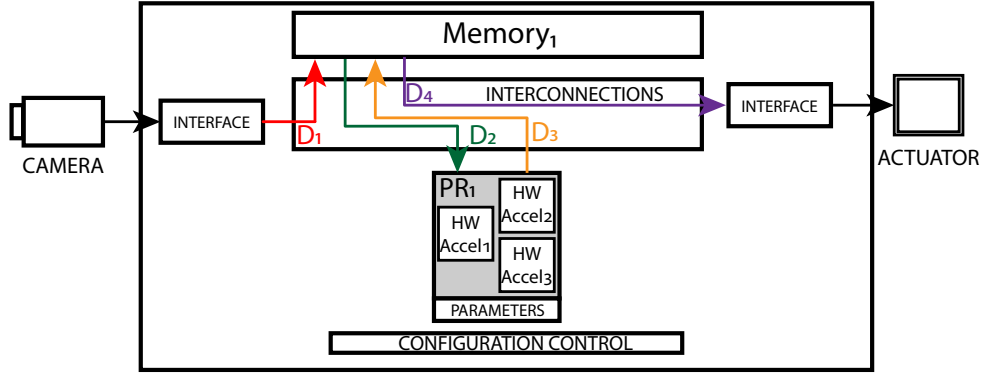 Memory₁
INTERCONNECTIONS
D₄
INTERFACE
INTERFACE
D₁
D₂
D₃
CAMERA
ACTUATOR
PR₁
HW
Accel₂
HW
Accel₁
HW
Accel₃
PARAMETERS
CONFIGURATION CONTROL